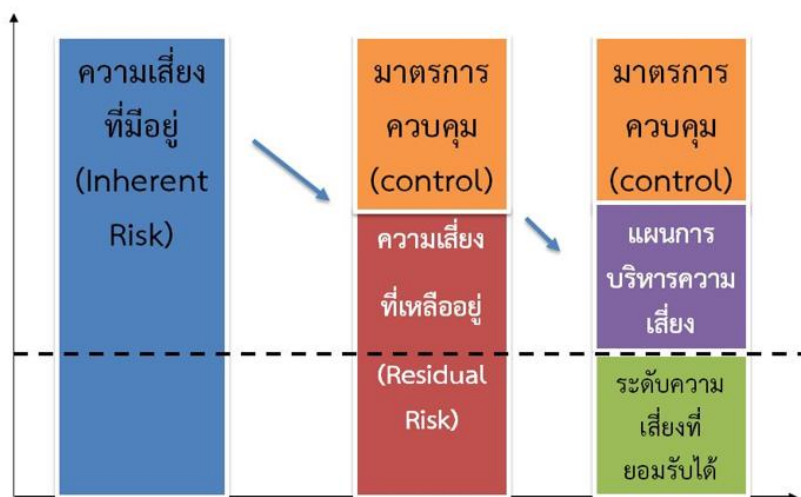 ความเสี่ยง
ที่มีอยู่
(Inherent
Risk)
มาตรการ
ควบคุม
(control)
ความเสี่ยง
ที่เหลืออยู่
(Residual
Risk)
มาตรการ
ควบคุม
(control)
แผนการ
บริหารความ
เสี่ยง
ระดับความ
เสี่ยงที่
ยอมรับได้